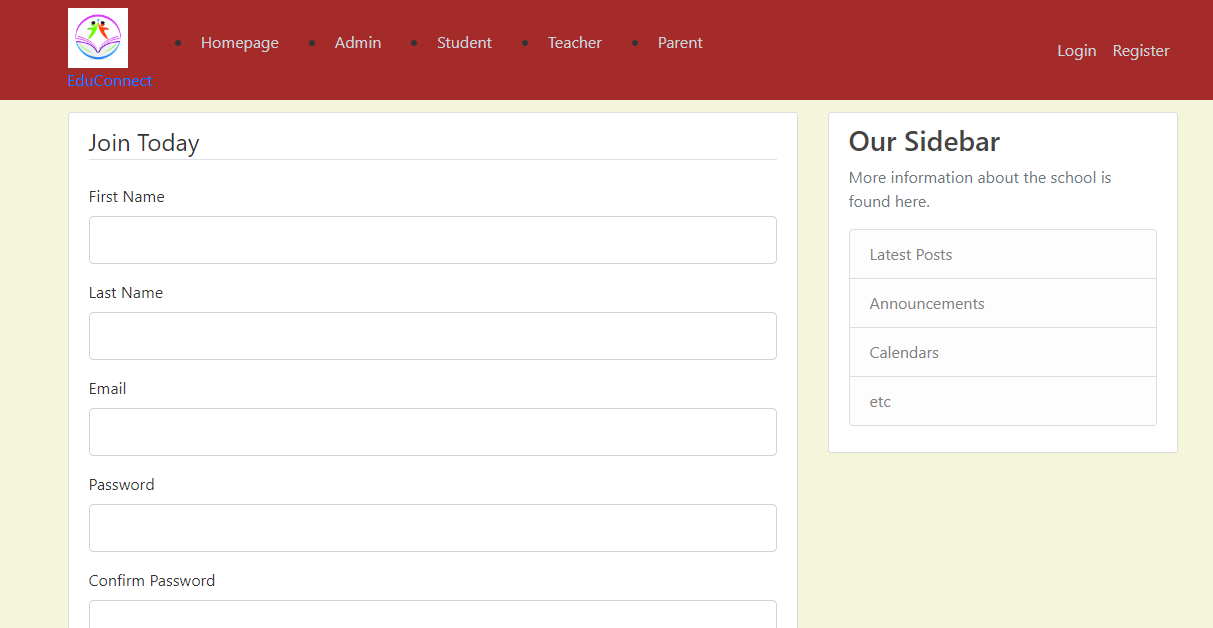 Homepage
Admin
Student
Teacher
Parent
Login
Register
EduConnect
Join Today
First Name
Last Name
Email
Password
Confirm Password
Our Sidebar
More information about the school is
found here.
Latest Posts
Announcements
Calendars
etc